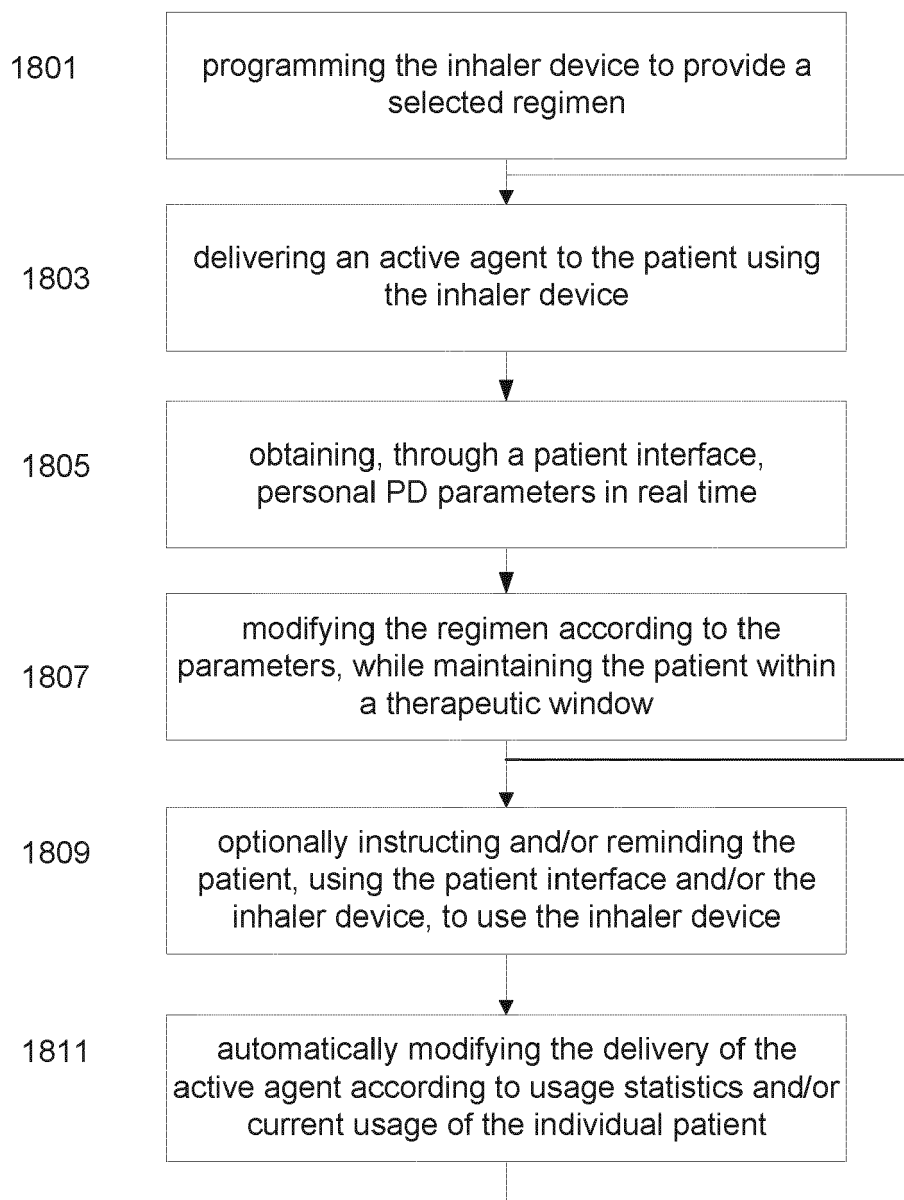 1801
programming the inhaler device to provide a
selected regimen
1803
delivering an active agent to the patient using
the inhaler device
1805
obtaining, through a patient interface,
personal PD parameters in real time
1807
modifying the regimen according to the
parameters, while maintaining the patient within
a therapeutic window
1809
optionally instructing and/or reminding the
patient, using the patient interface and/or the
inhaler device, to use the inhaler device
1811
automatically modifying the delivery of the
active agent according to usage statistics and/or
current usage of the individual patient